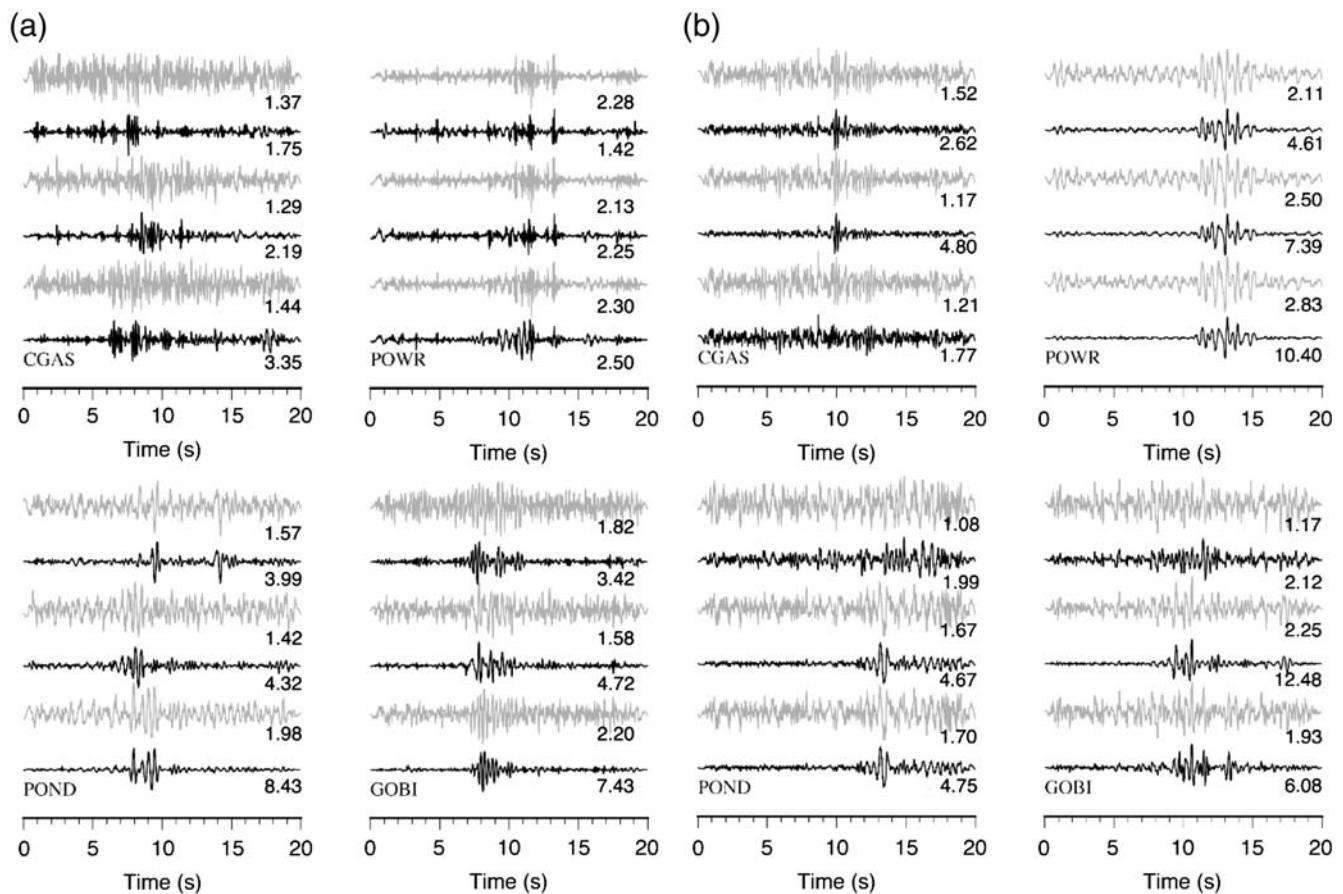 (a)
(b)
1.37
1.75
1.29
2.19
1.44
CGAS
3.35
0 5 10 15 20
Time (s)
2.28
1.42
2.13
2.25
2.30
POWR
2.50
0 5 10 15 20
Time (s)
1.52
2.62
1.17
4.80
1.21
CGAS
1.77
0 5 10 15 20
Time (s)
2.11
4.61
2.50
7.39
2.83
POWR
10.40
0 5 10 15 20
Time (s)
1.57
3.99
1.42
4.32
1.98
POND
8.43
0 5 10 15 20
Time (s)
1.82
3.42
1.58
4.72
2.20
GOBI
7.43
0 5 10 15 20
Time (s)
1.08
1.99
1.67
4.67
1.70
POND
4.75
0 5 10 15 20
Time (s)
1.17
2.12
2.25
12.48
1.93
GOBI
6.08
0 5 10 15 20
Time (s)